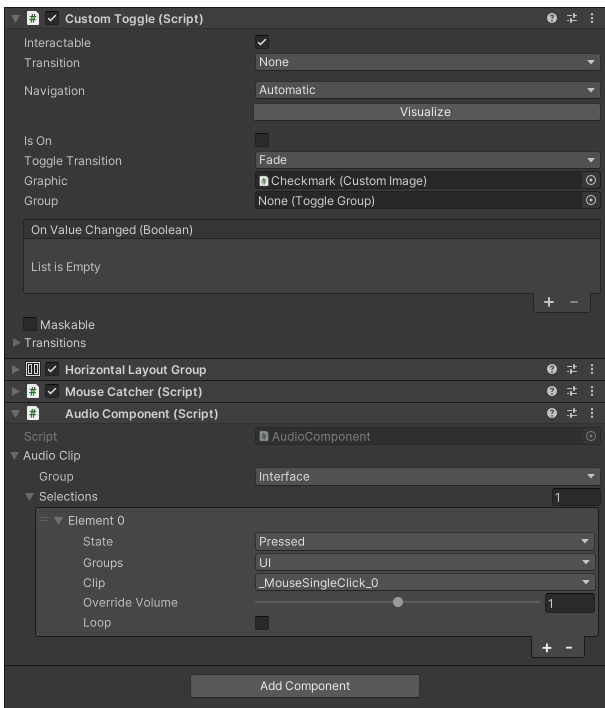 Custom Toggle (Script)
Interactable
Transition None
Navigation Automatic
Visualize
Is On
Toggle Transition Fade
Graphic Checkmark (Custom Image)
Group None (Toggle Group)
On Value Changed (Boolean)
List is Empty
+ −
Maskable
Transitions
Horizontal Layout Group
Mouse Catcher (Script)
Audio Component (Script)
Script AudioComponent
Audio Clip
Group Interface
Selections 1
Element 0
State Pressed
Groups UI
Clip _MouseSingleClick_0
Override Volume 1
Loop
+ -
Add Component